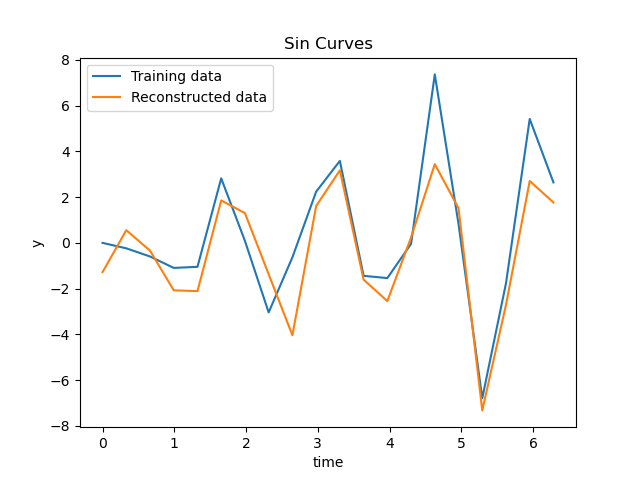 Sin Curves
Training data
Reconstructed data
8
6
4
2
0
−2
−4
−6
−8
y
0 1 2 3 4 5 6
time